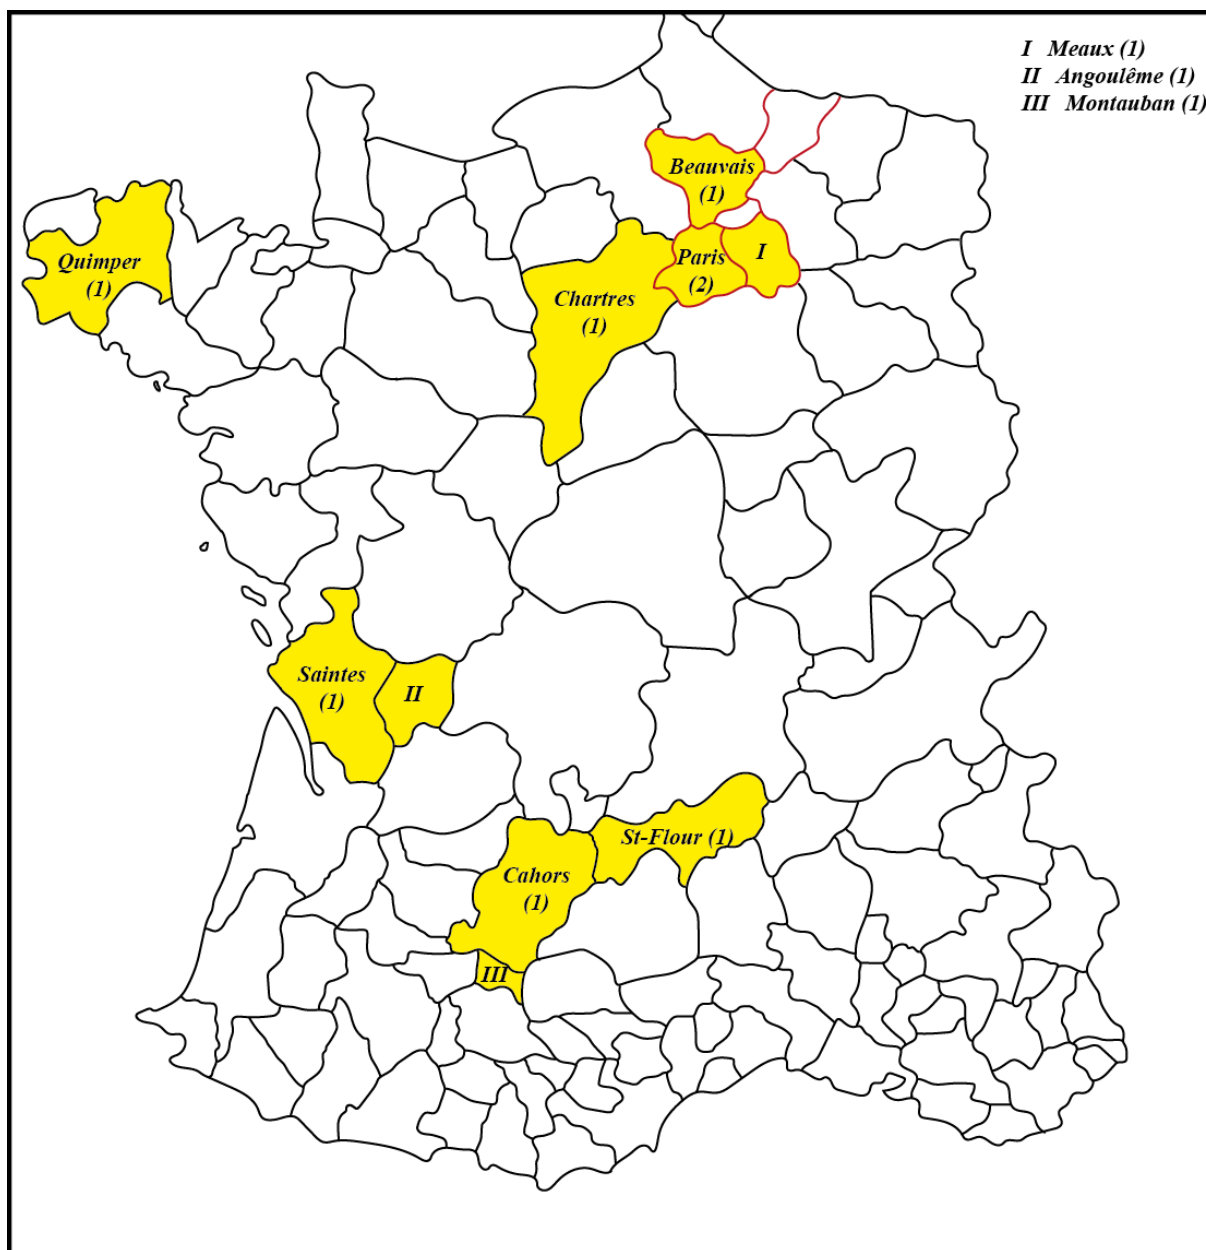 I Meaux (1)
II Angoulême (1)
III Montauban (1)
Beauvais
(1)
Quimper
(1)
Paris
(2)
I
Chartres
(1)
Saintes
(1)
II
St-Flour (1)
Cahors
(1)
III